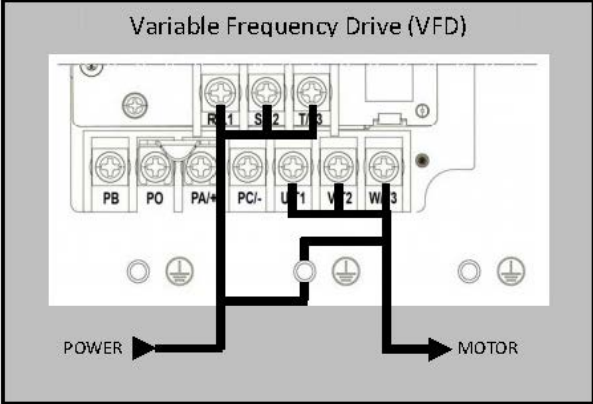 Variable Frequency Drive (VFD)
PB PO PA/+ PC/-
POWER MOTOR